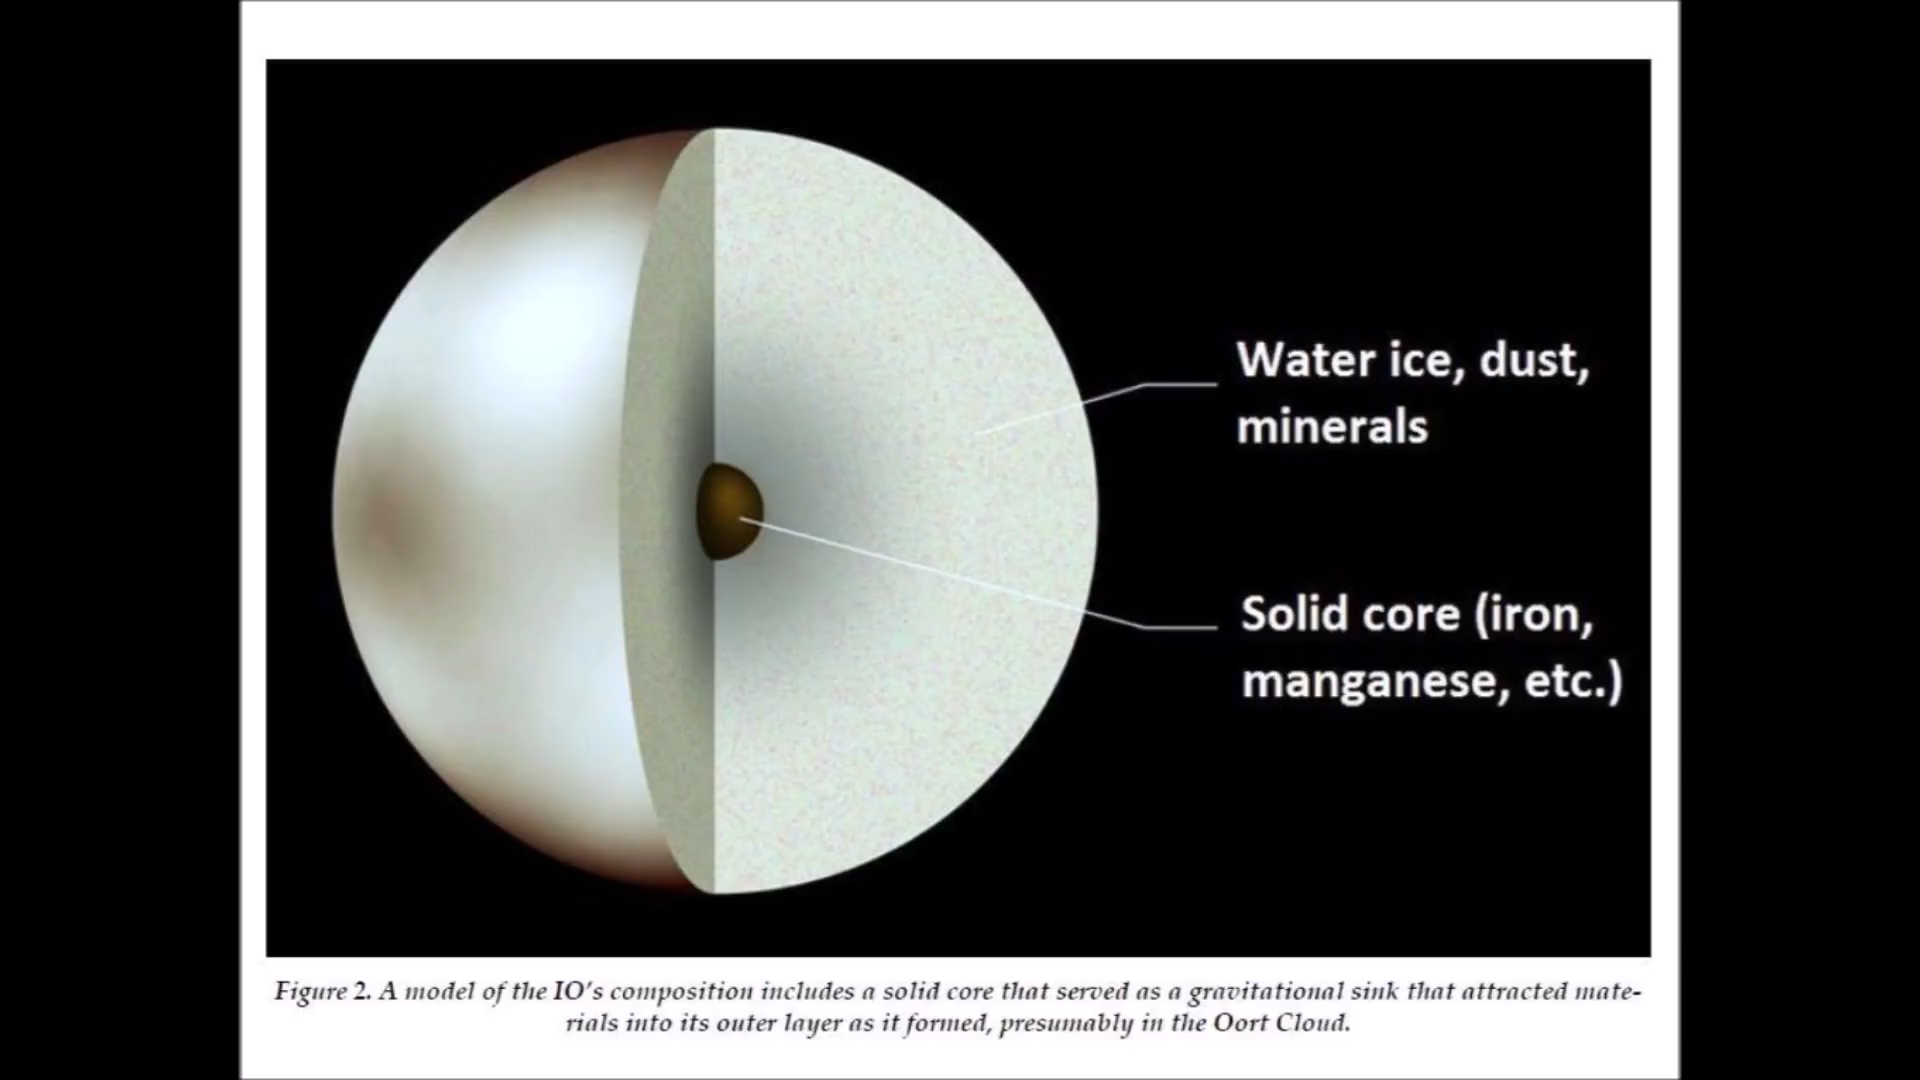 Water ice, dust,
minerals
Solid core (iron,
manganese, etc.)
Figure 2. A model of the IO's composition includes a solid core that served as a gravitational sink that attracted mate-
rials into its outer layer as it formed, presumably in the Oort Cloud.